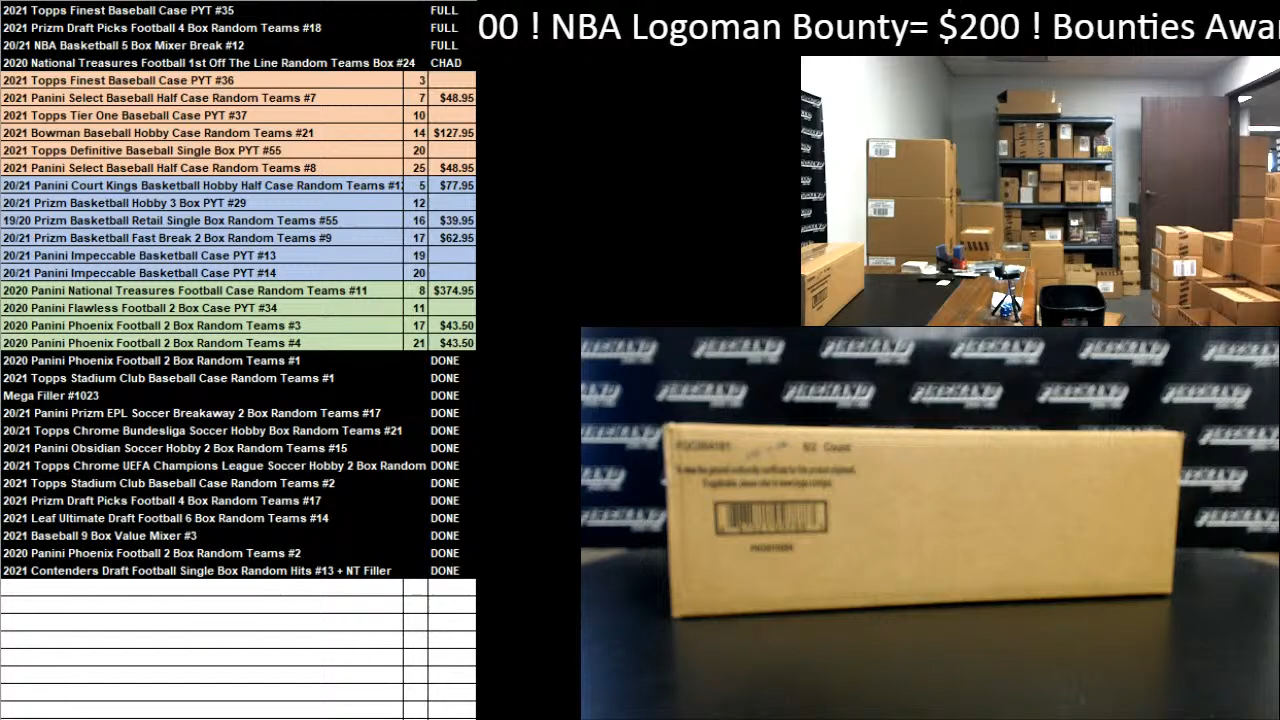 2021 Topps Finest Baseball Case PYT #35 FULL
2021 Prizm Draft Picks Football 4 Box Random Teams #18 FULL
20/21 NBA Basketball 5 Box Mixer Break #12 FULL
2020 National Treasures Football 1st Off The Line Random Teams Box #24 CHAD
2021 Topps Finest Baseball Case PYT #36 3
2021 Panini Select Baseball Half Case Random Teams #7 7 $48.95
2021 Topps Tier One Baseball Case PYT #37 10
2021 Bowman Baseball Hobby Case Random Teams #21 14 $127.95
2021 Topps Definitive Baseball Single Box PYT #55 20
2021 Panini Select Baseball Half Case Random Teams #8 25 $48.95
20/21 Panini Court Kings Basketball Hobby Half Case Random Teams 5 $77.95
20/21 Prizm Basketball Hobby 3 Box PYT #29 12
19/20 Prizm Basketball Retail Single Box Random Teams #55 16 $39.95
20/21 Prizm Basketball Fast Break 2 Box Random Teams #9 17 $62.95
20/21 Panini Impeccable Basketball Case PYT #13 19
20/21 Panini Impeccable Basketball Case PYT #14 20
2020 Panini National Treasures Football Case Random Teams #11 8 $374.95
2020 Panini Flawless Football 2 Box Case PYT #34 11
2020 Panini Phoenix Football 2 Box Random Teams #3 17 $43.50
2020 Panini Phoenix Football 2 Box Random Teams #4 21 $43.50
2020 Panini Phoenix Football 2 Box Random Teams #1 DONE
2021 Topps Stadium Club Baseball Case Random Teams #1 DONE
Mega Filler #1023 DONE
20/21 Panini Prizm EPL Soccer Breakaway 2 Box Random Teams #17 DONE
20/21 Topps Chrome Bundesliga Soccer Hobby Box Random Teams #21 DONE
20/21 Panini Obsidian Soccer Hobby 2 Box Random Teams #15 DONE
20/21 Topps Chrome UEFA Champions League Soccer Hobby 2 Box Random DONE
2021 Topps Stadium Club Baseball Case Random Teams #2 DONE
2021 Prizm Draft Picks Football 4 Box Random Teams #17 DONE
2021 Leaf Ultimate Draft Football 6 Box Random Teams #14 DONE
2021 Baseball 9 Box Value Mixer #3 DONE
2020 Panini Phoenix Football 2 Box Random Teams #2 DONE
2021 Contenders Draft Football Single Box Random Hits #13 + NT Filler DONE
00 ! NBA Logoman Bounty= $200 ! Bounties Awa